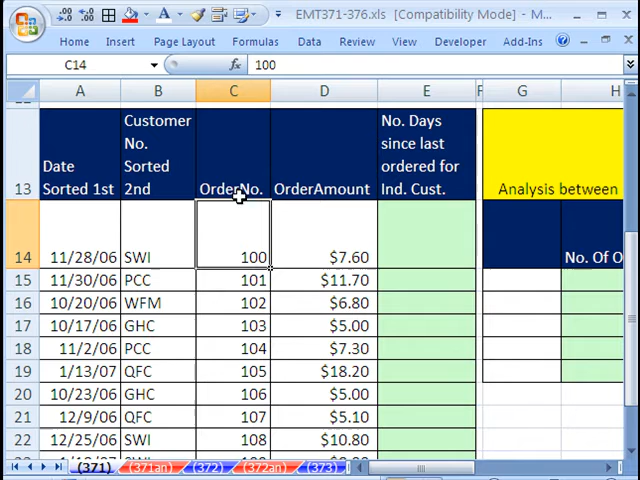 EMT371-376.xls [Compatibility Mode] - M...
Home Insert Page Layout Formulas Data Review View Developer Add-Ins
C14 fx 100
A B C D E F G H
13 Date Sorted 1st Customer No. Sorted 2nd OrderNo. OrderAmount No. Days since last ordered for Ind. Cust. Analysis between
14 11/28/06 SWI 100 $7.60 No. Of O
15 11/30/06 PCC 101 $11.70
16 10/20/06 WFM 102 $6.80
17 10/17/06 GHC 103 $5.00
18 11/2/06 PCC 104 $7.30
19 1/13/07 QFC 105 $18.20
20 10/23/06 GHC 106 $5.00
21 12/9/06 QFC 107 $5.10
22 12/25/06 SWI 108 $10.80
(371) (371an) (372) (372an) (373)